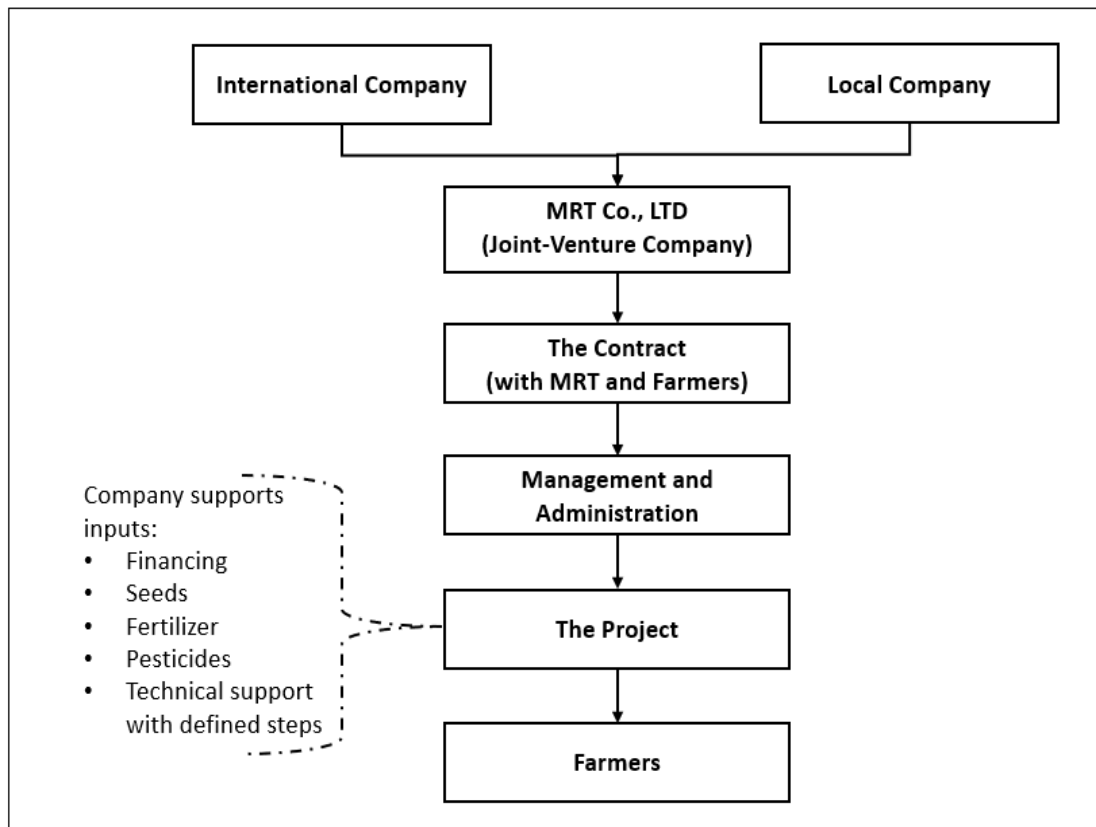 International Company
Local Company
MRT Co., LTD
(Joint-Venture Company)
The Contract
(with MRT and Farmers)
Management and
Administration
Company supports
inputs:
• Financing
• Seeds
• Fertilizer
• Pesticides
• Technical support
with defined steps
The Project
Farmers